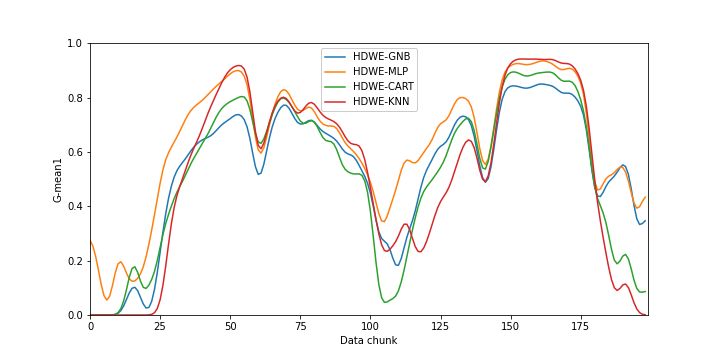 HDWE-GNB
HDWE-MLP
HDWE-CART
HDWE-KNN
G-mean1
1.0
0.8
0.6
0.4
0.2
0.0
0 25 50 75 100 125 150 175
Data chunk